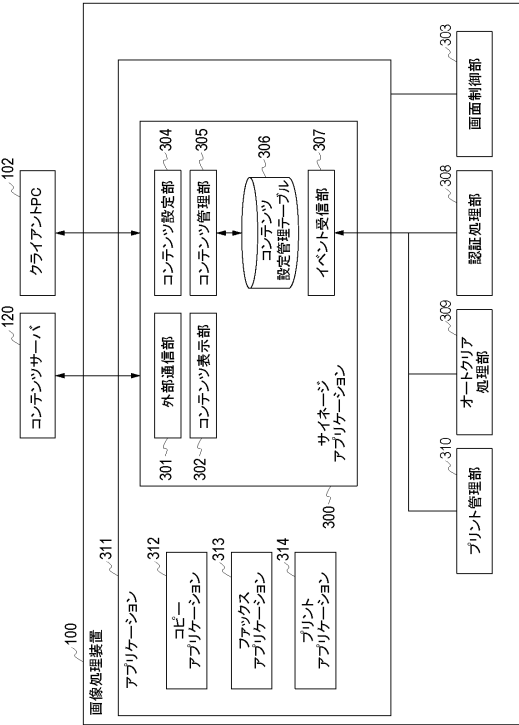 コンテンツサーバ
120
クライアントPC
102
100
画像処理装置
311
アプリケーション
312
コピー
アプリケーション
313
ファックス
アプリケーション
314
プリント
アプリケーション
300
サイネージ
アプリケーション
301
外部通信部
302
コンテンツ表示部
コンテンツ設定部
304
コンテンツ管理部
305
コンテンツ
設定管理テーブル
306
イベント受信部
307
310
プリント管理部
309
オートクリア
処理部
308
認証処理部
303
画面制御部